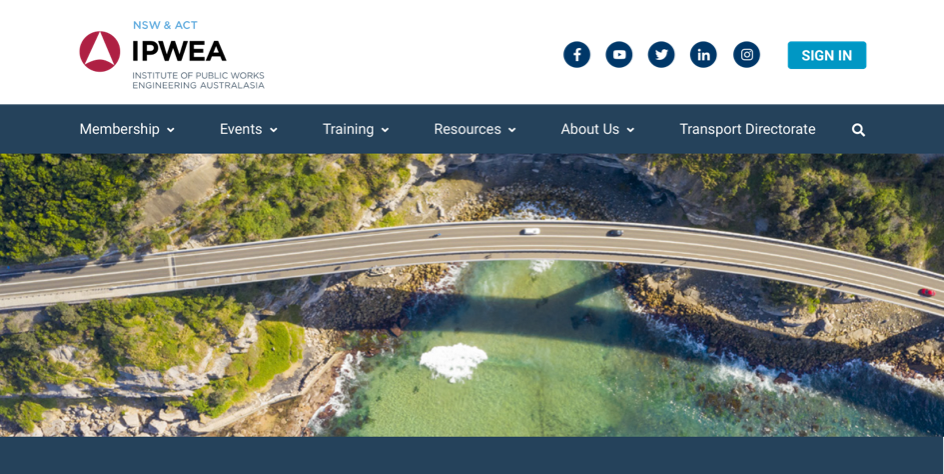 NSW & ACT
IPWEA
INSTITUTE OF PUBLIC WORKS
ENGINEERING AUSTRALASIA
SIGN IN
Membership
Events
Training
Resources
About Us
Transport Directorate